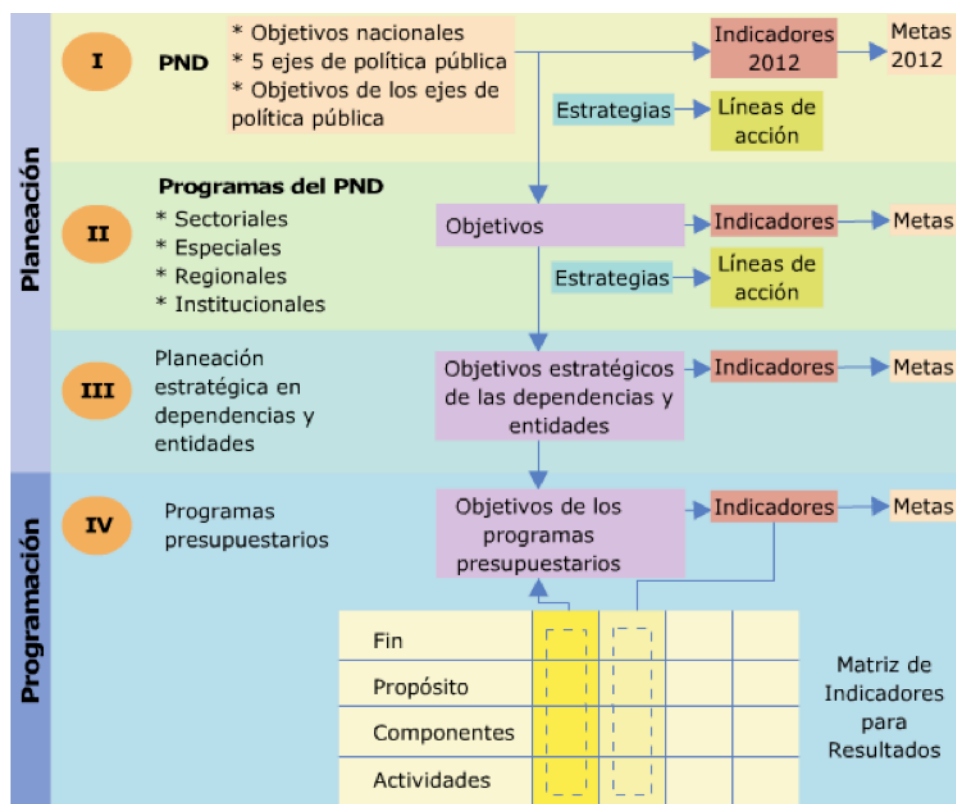 Planeación
I
PND
* Objetivos nacionales
* 5 ejes de política pública
* Objetivos de los ejes de
política pública
Indicadores
2012
Metas
2012
Estrategias
Líneas de
acción
II
Programas del PND
* Sectoriales
* Especiales
* Regionales
* Institucionales
Objetivos
Indicadores
Metas
Estrategias
Líneas de
acción
III
Planeación
estratégica en
dependencias y
entidades
Objetivos estratégicos
de las dependencias y
entidades
Indicadores
Metas
Programación
IV
Programas
presupuestarios
Objetivos de los
programas
presupuestarios
Indicadores
Metas
Fin
Propósito
Componentes
Actividades
Matriz de
Indicadores
para
Resultados